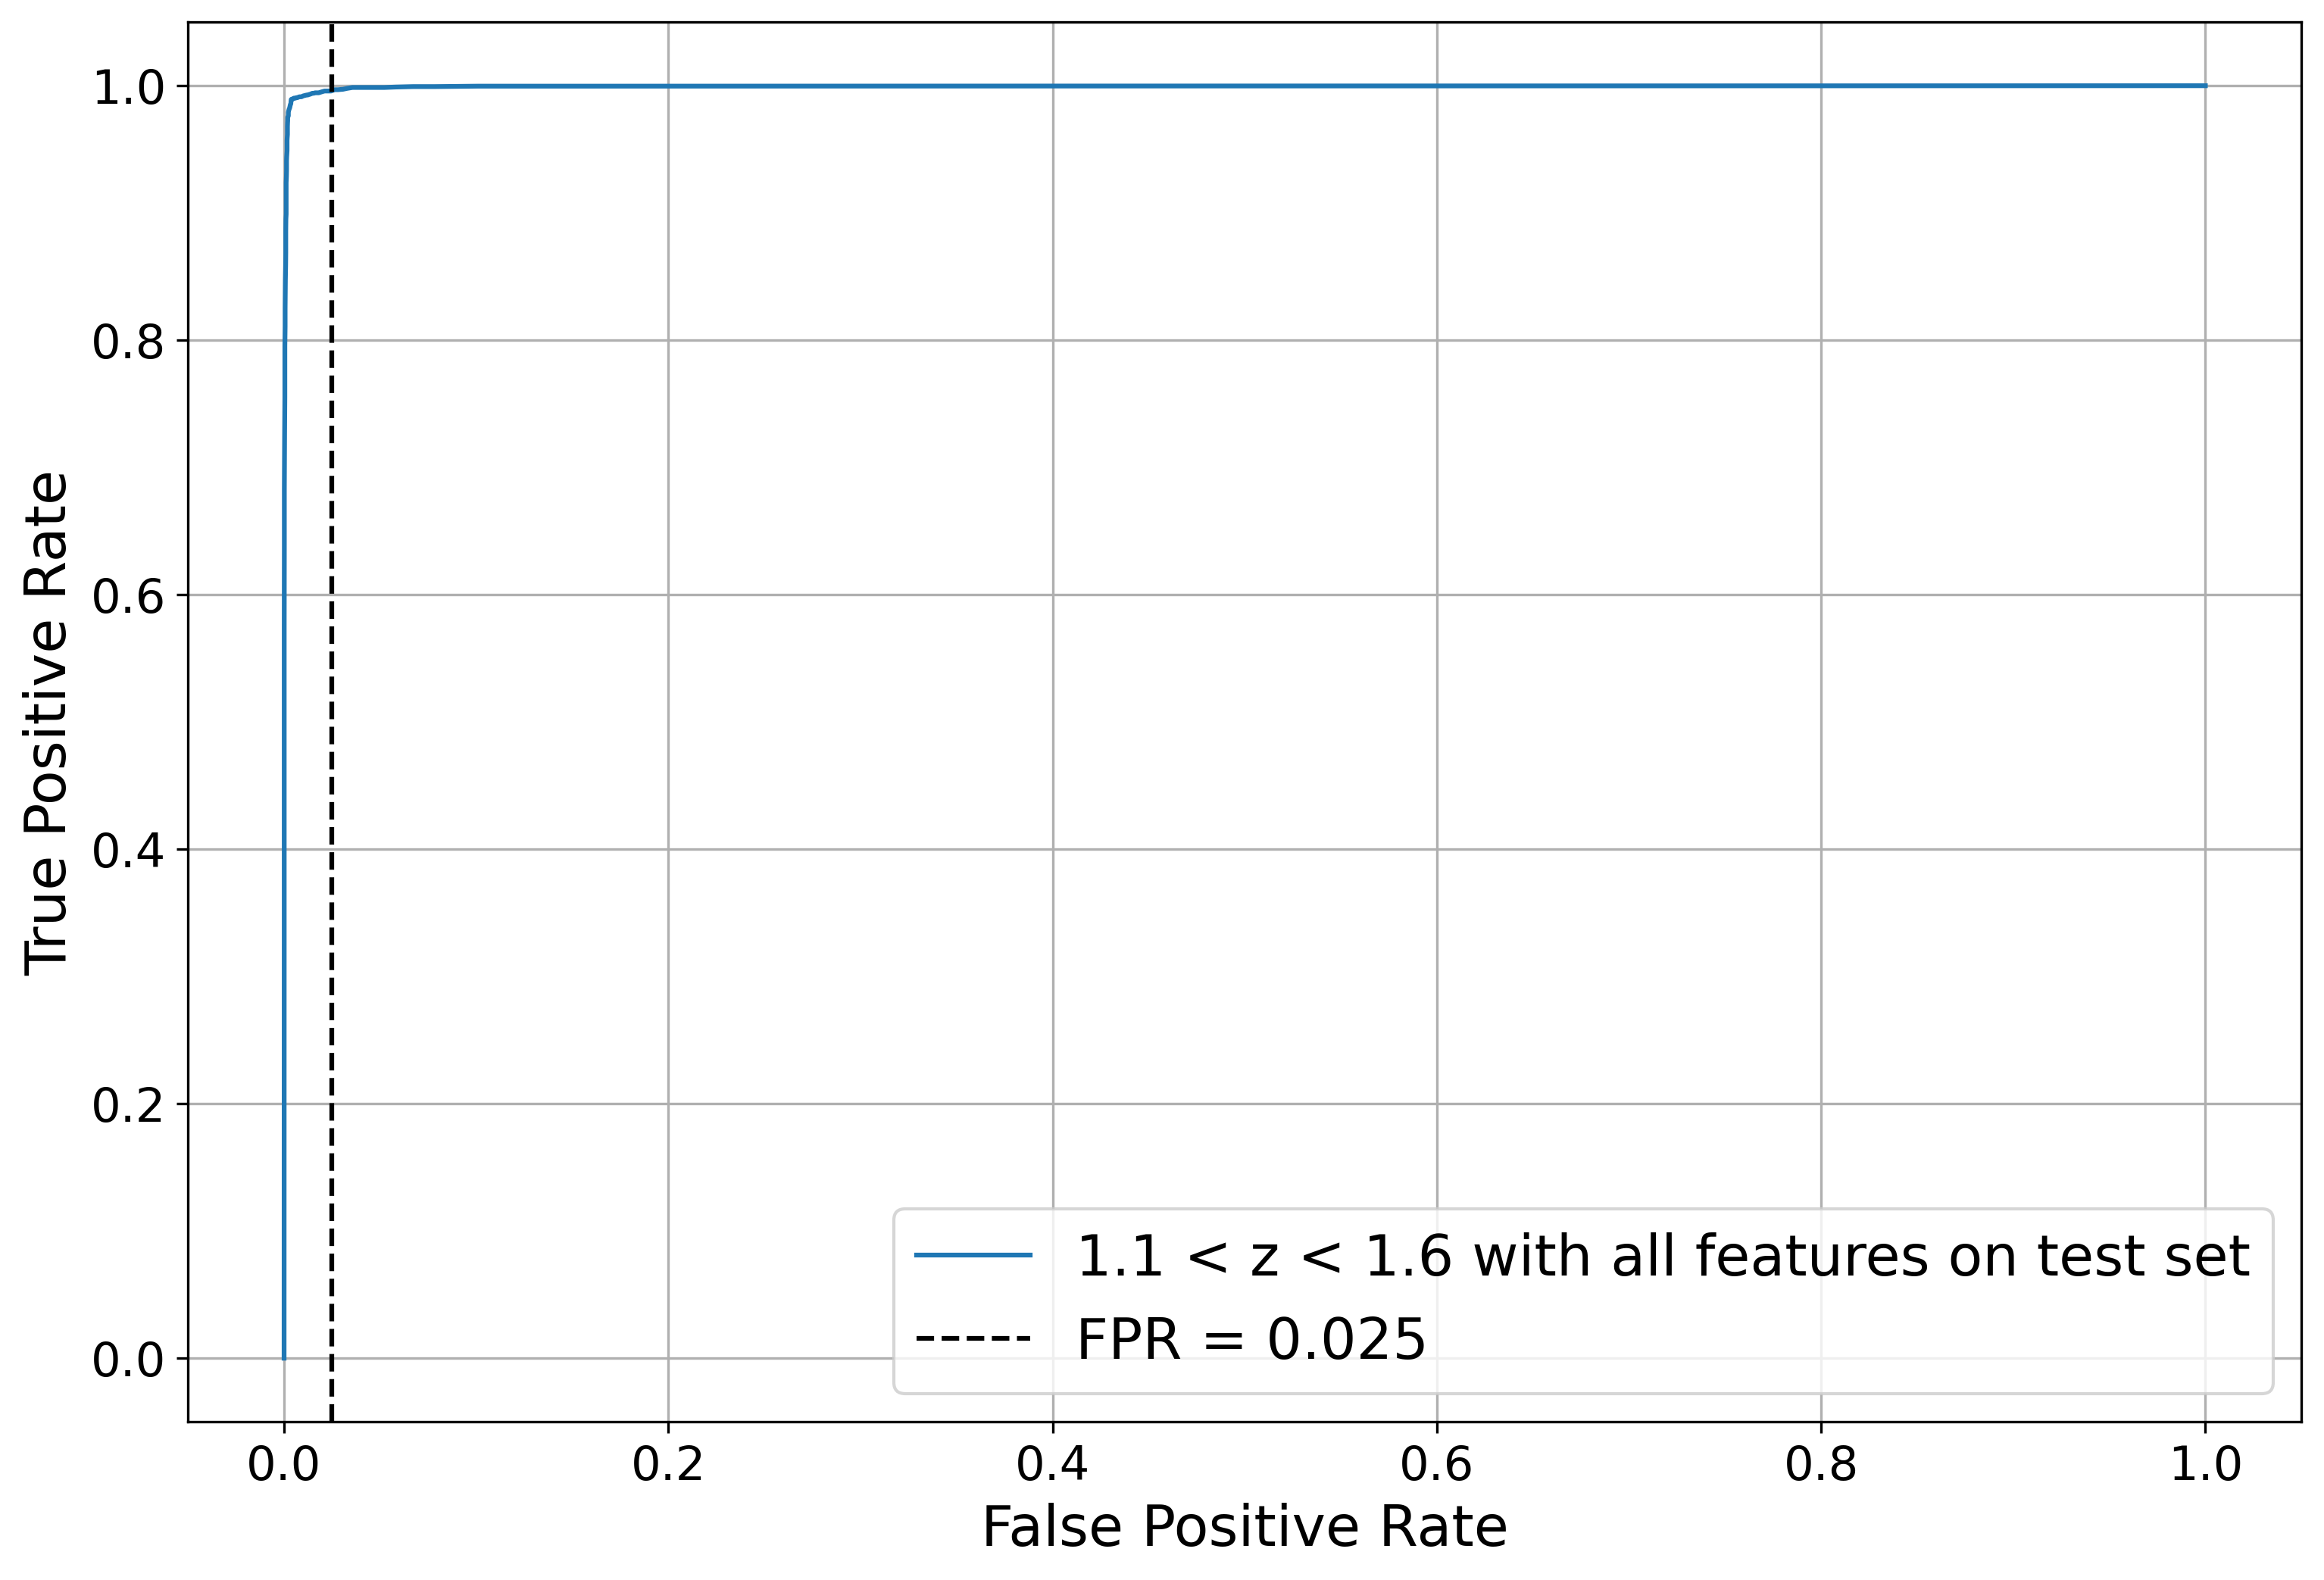 True Positive Rate
1.0
0.8
0.6
0.4
0.2
0.0
1.1 < z < 1.6 with all features on test set
FPR = 0.025
0.0 0.2 0.4 0.6 0.8 1.0
False Positive Rate